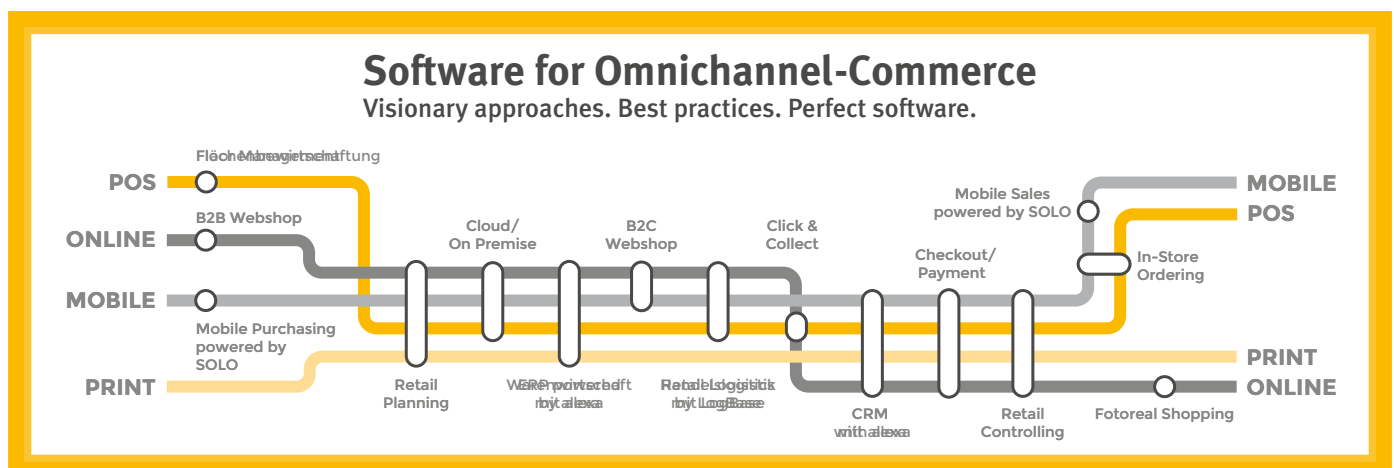 Software for Omnichannel-Commerce
Visionary approaches. Best practices. Perfect software.
POS
B2B Webshop
ONLINE
MOBILE
Mobile Purchasing
powered by
SOLO
PRINT
Cloud/
On Premise
B2C
Webshop
Click &
Collect
Checkout/
Payment
Mobile Sales
powered by SOLO
In-Store
Ordering
MOBILE
POS
PRINT
ONLINE
Retail
Planning
CRM
Retail
Controlling
Fotoreal Shopping